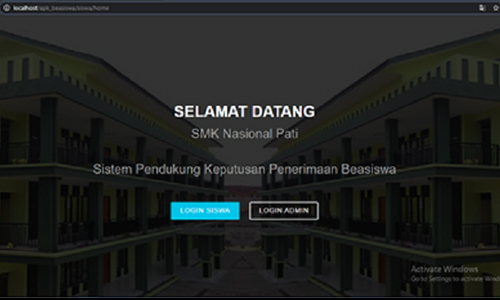 localhost/apk_beasiswa/siswa/home
SELAMAT DATANG
SMK Nasional Pati
Sistem Pendukung Keputusan Penerimaan Beasiswa
LOGIN SISWA
LOGIN ADMIN
Activate Windows
Go to Settings to activate Wind